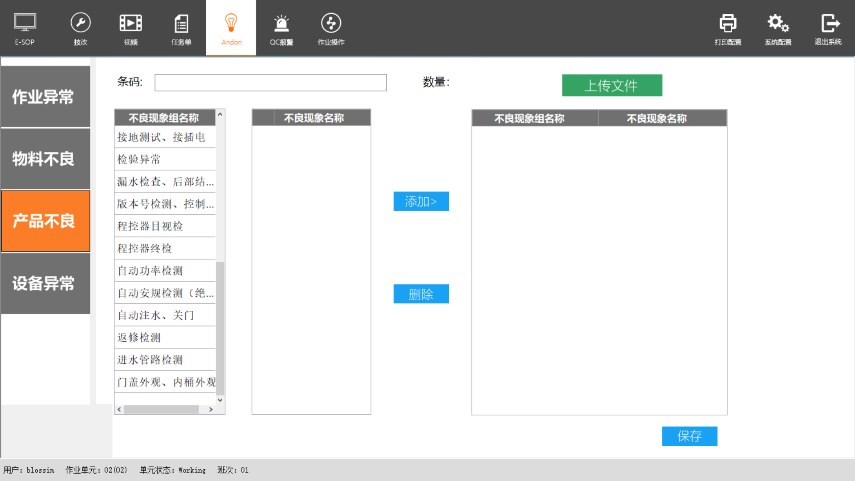 E-SOP 技改 视频 任务单 Andon QC报警 作业操作 打印配置 系统配置 退出系统
作业异常
物料不良
产品不良
设备异常
条码: 数量: 上传文件
不良现象组名称
接地测试、接插电
检验异常
漏水检查、后部结...
版本号检测、控制...
程控器目视检
程控器终检
自动功率检测
自动安规检测（绝...
自动注水、关门
返修检测
进水管路检测
门盖外观、内桶外观
不良现象名称
添加>
删除
不良现象组名称 不良现象名称
保存
用户: blossim 作业单元: 02(02) 单元状态: Working 班次: 01